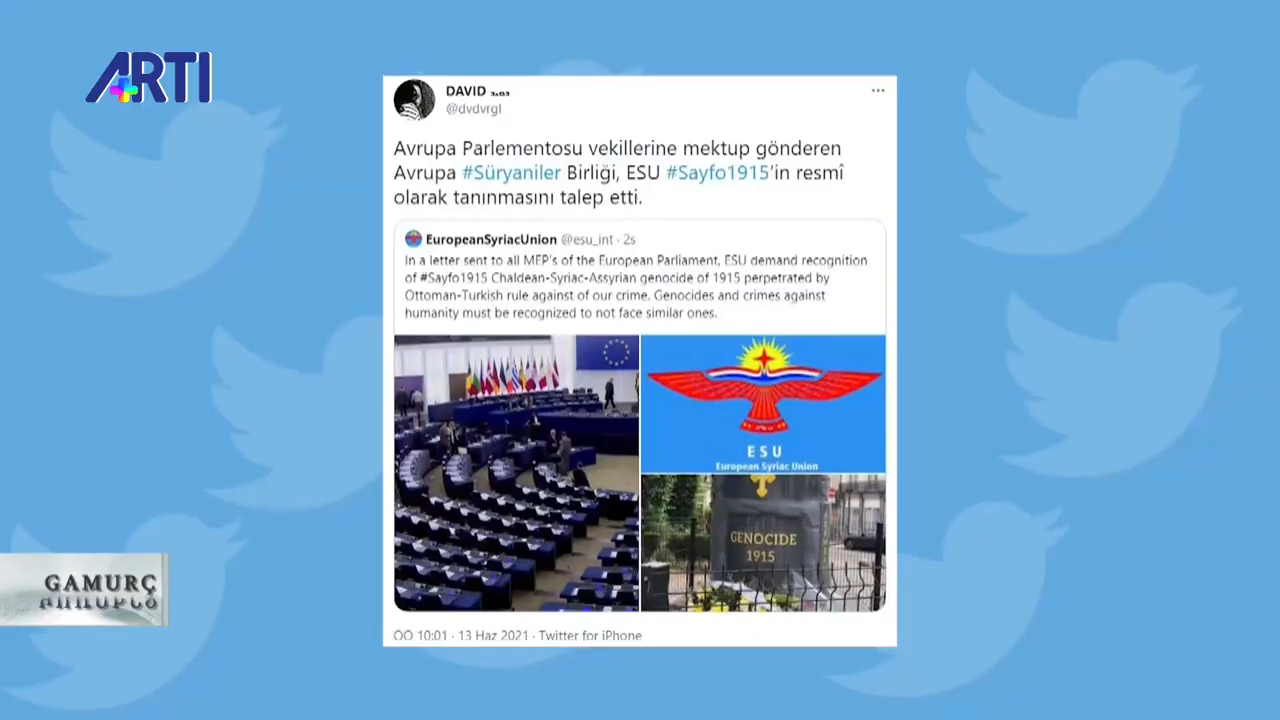 ARTI
DAVID
@dvdvrgl
Avrupa Parlementosu vekillerine mektup gönderen
Avrupa #Süryaniler Birliği, ESU #Sayfo1915'in resmî
olarak tanınmasını talep etti.
EuropeanSyriacUnion @esu_int · 2s
In a letter sent to all MEP's of the European Parliament, ESU demand recognition
of #Sayfo1915 Chaldean-Syriac-Assyrian genocide of 1915 perpetrated by
Ottoman-Turkish rule against of our crime. Genocides and crimes against
humanity must be recognized to not face similar ones.
ESU
European Syriac Union
GENOCIDE
1915
GAMURÇ
ÖÖ 10:01 · 13 Haz 2021 · Twitter for iPhone